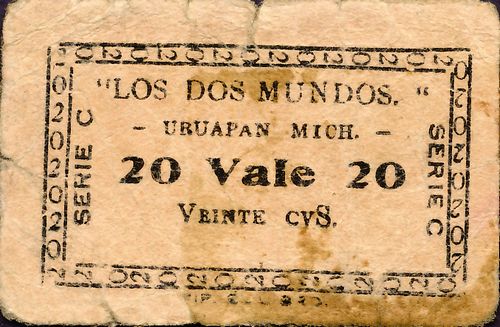 "LOS DOS MUNDOS. "
- URUAPAN MICH. -
20 Vale 20
VEINTE CVS.
SERIE C
SERIE C